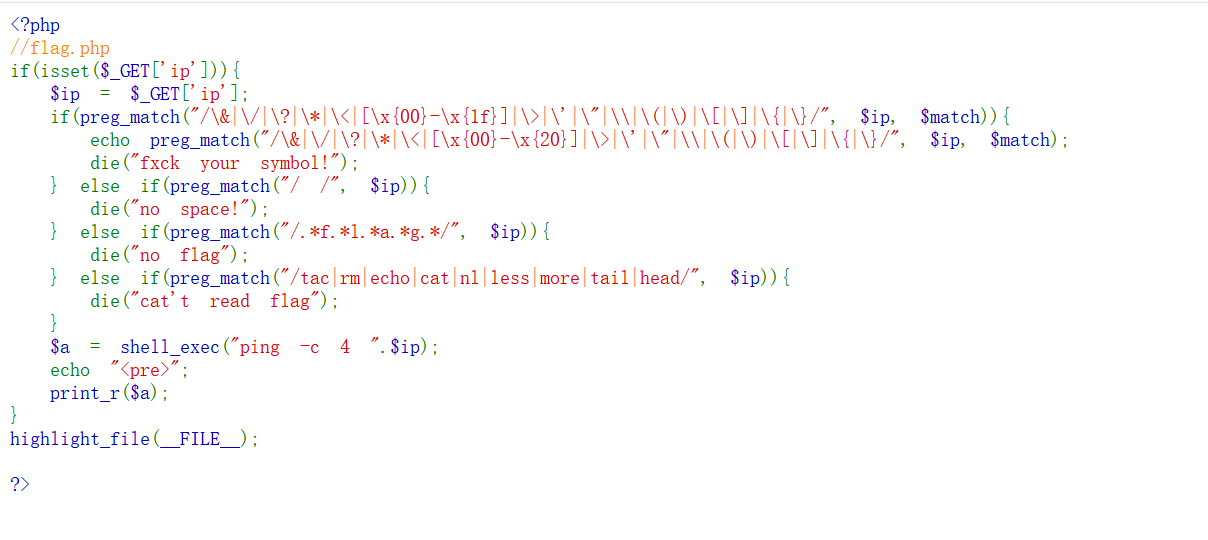 <?php
//flag.php
if(isset($_GET['ip'])){
    $ip = $_GET['ip'];
    if(preg_match("/\&|\/|\?|\*|\<|[\x{00}-\x{1f}]|\>|\'|\"|\\|\(|\)|\[|\]|\{|\}/", $ip, $match)){
        echo preg_match("/\&|\/|\?|\*|\<|[\x{00}-\x{20}]|\>|\'|\"|\\|\(|\)|\[|\]|\{|\}/", $ip, $match);
        die("fxck your symbol!");
    } else if(preg_match("/ /", $ip)){
        die("no space!");
    } else if(preg_match("/.*f.*l.*a.*g.*/", $ip)){
        die("no flag");
    } else if(preg_match("/tac|rm|echo|cat|nl|less|more|tail|head/", $ip)){
        die("cat't read flag");
    }
    $a = shell_exec("ping -c 4 ".$ip);
    echo "<pre>";
    print_r($a);
}
highlight_file(__FILE__);
?>